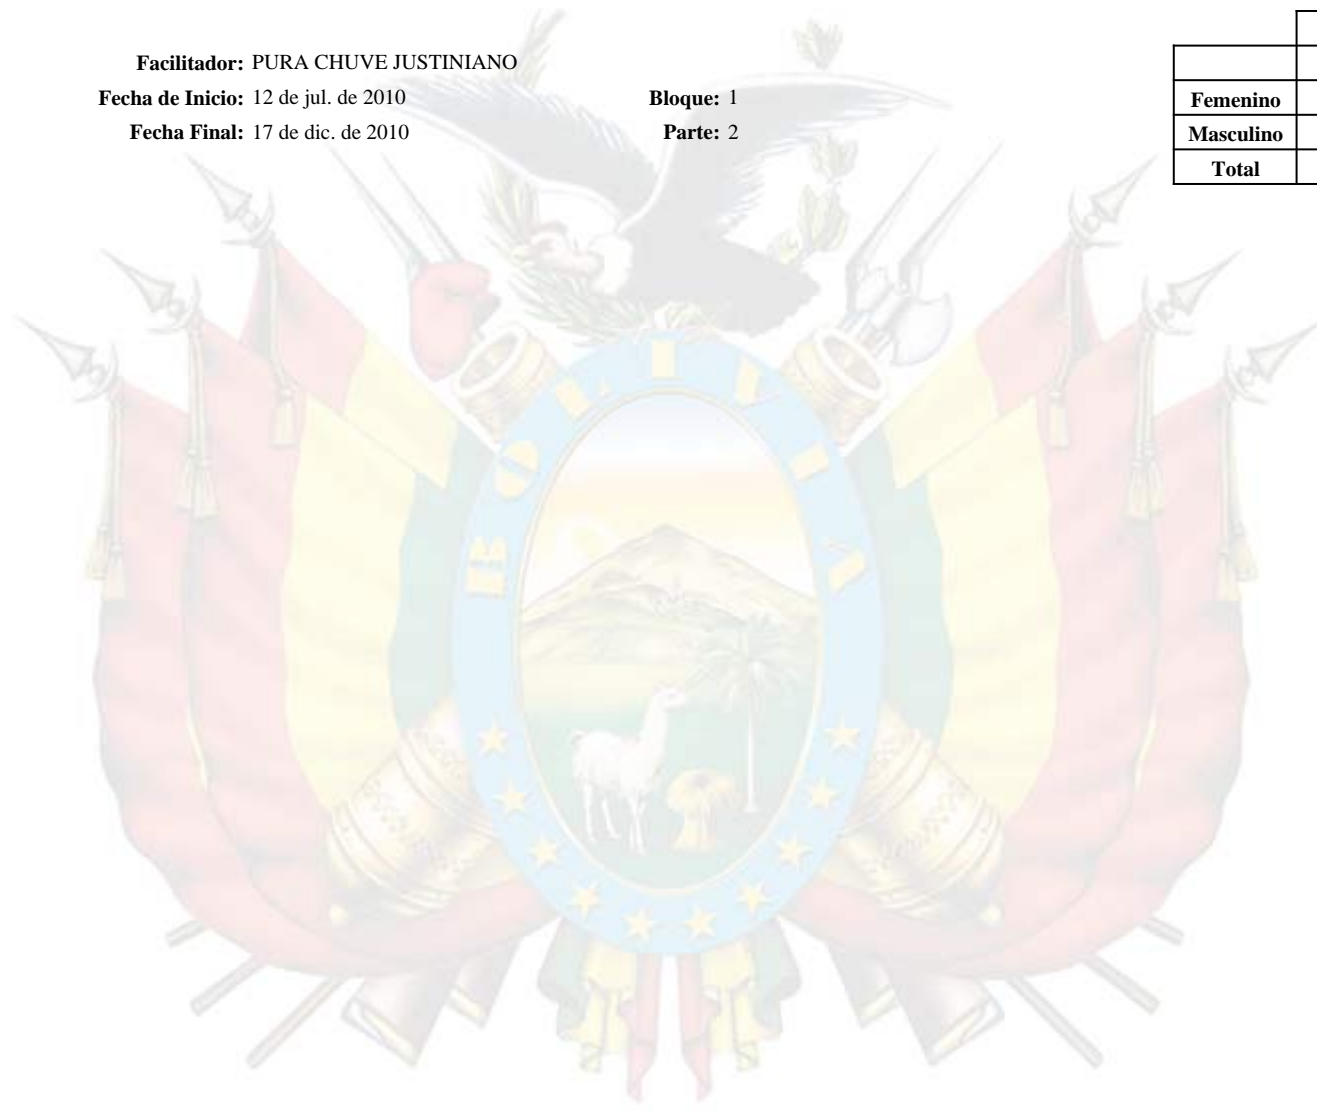 Facilitador: PURA CHUVE JUSTINIANO
Fecha de Inicio: 12 de jul. de 2010 Bloque: 1
Fecha Final: 17 de dic. de 2010 Parte: 2
Femenino
Masculino
Total
BOLIVIA